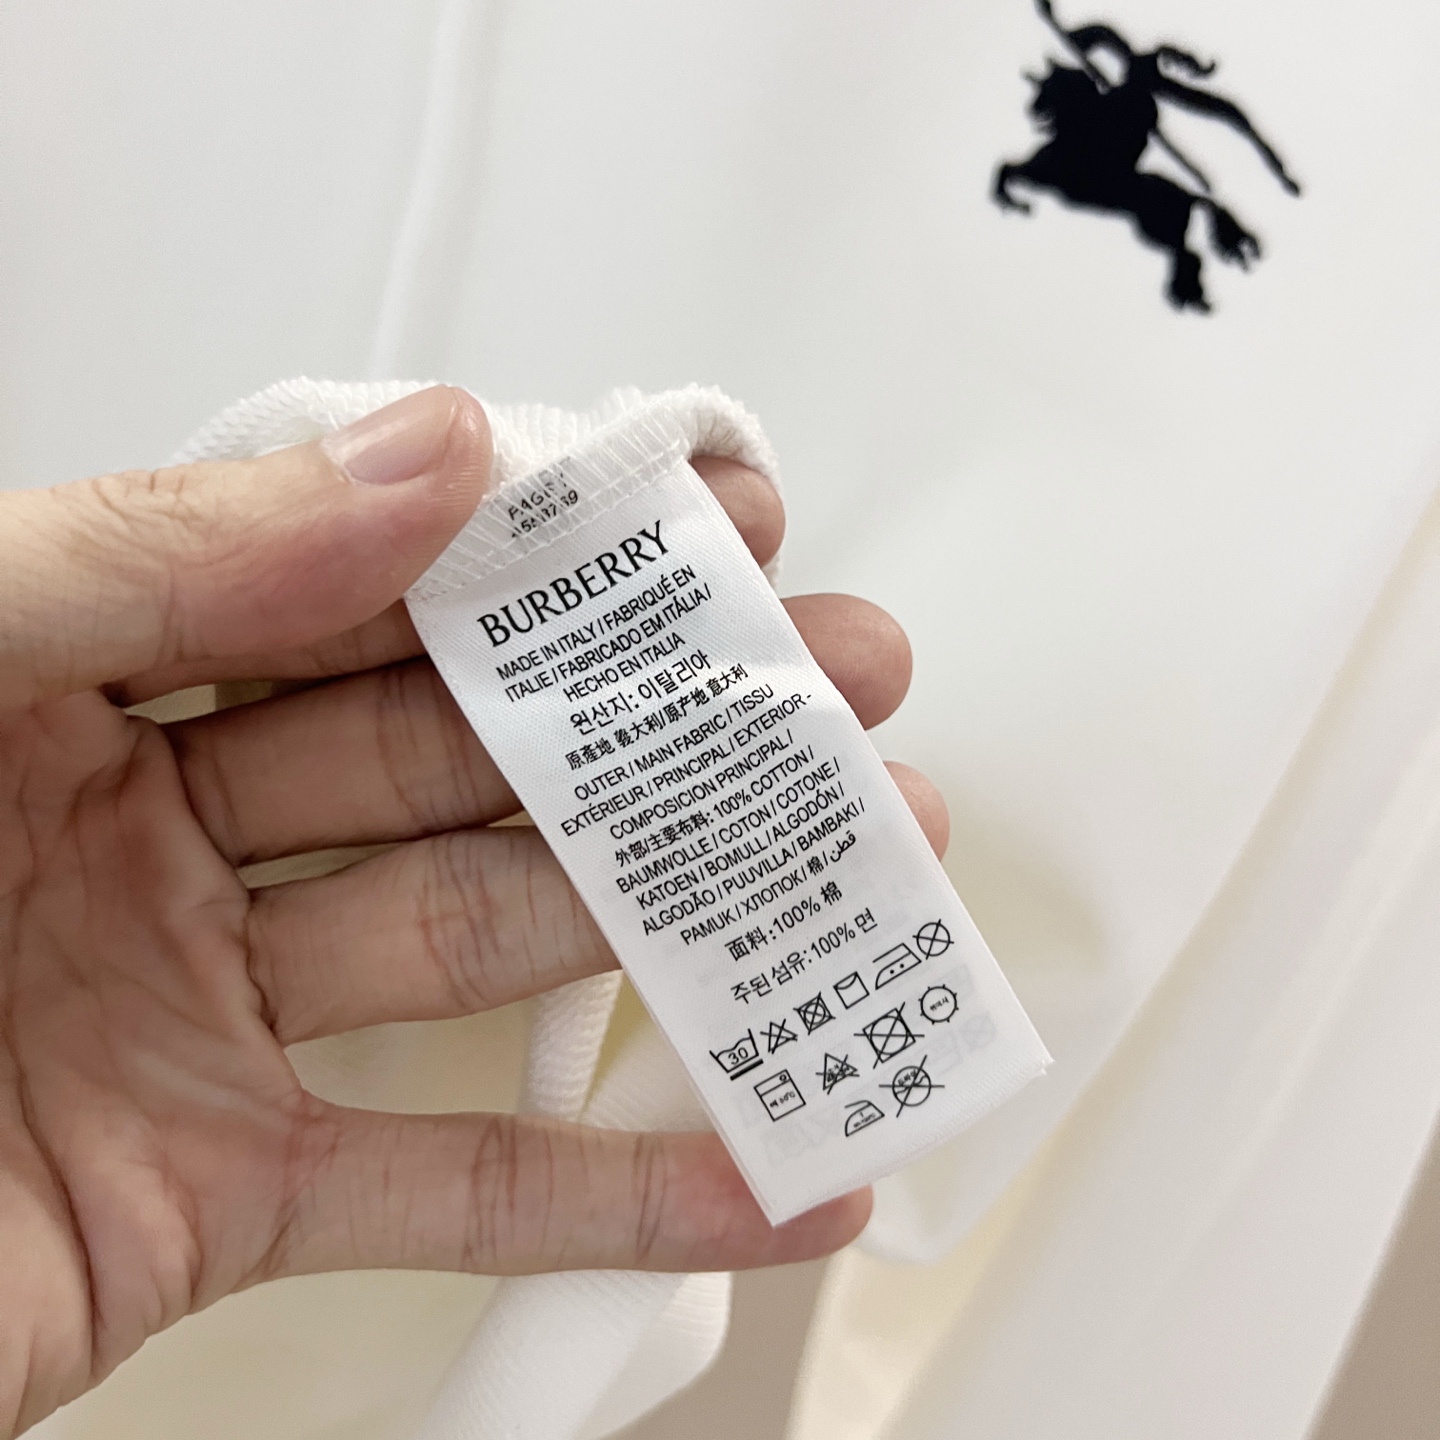 BURBERRY
MADE IN ITALY / FABRIQUÉ EN
ITALIE / FABRICADO EM ITÁLIA /
HECHO EN ITALIA
원산지: 이탈리아
原產地 義大利/原产地 意大利
OUTER / MAIN FABRIC / TISSU
EXTÉRIEUR / PRINCIPAL / EXTERIOR -
COMPOSICION PRINCIPAL /
外部/主要布料: 100% COTTON /
BAUMWOLLE / COTON / COTONE /
KATOEN / BOMULL / ALGODÓN /
ALGODÃO / PUUVILLA / BAMBAKI /
PAMUK / ХЛОПОК / 棉 / قطن
面料:100% 棉
주된 섬유:100% 면
30